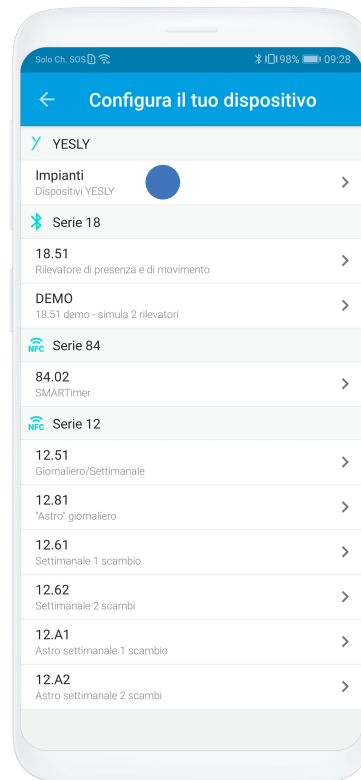 Solo Ch. SOS 98% 09:28
Configura il tuo dispositivo
YESLY
Impianti
Dispositivi YESLY
Serie 18
18.51
Rilevatore di presenza e di movimento
DEMO
18.51 demo - simula 2 rilevatori
NFC Serie 84
84.02
SMARTimer
NFC Serie 12
12.51
Giornaliero/Settimanale
12.81
"Astro" giornaliero
12.61
Settimanale 1 scambio
12.62
Settimanale 2 scambi
12.A1
Astro settimanale 1 scambio
12.A2
Astro settimanale 2 scambi